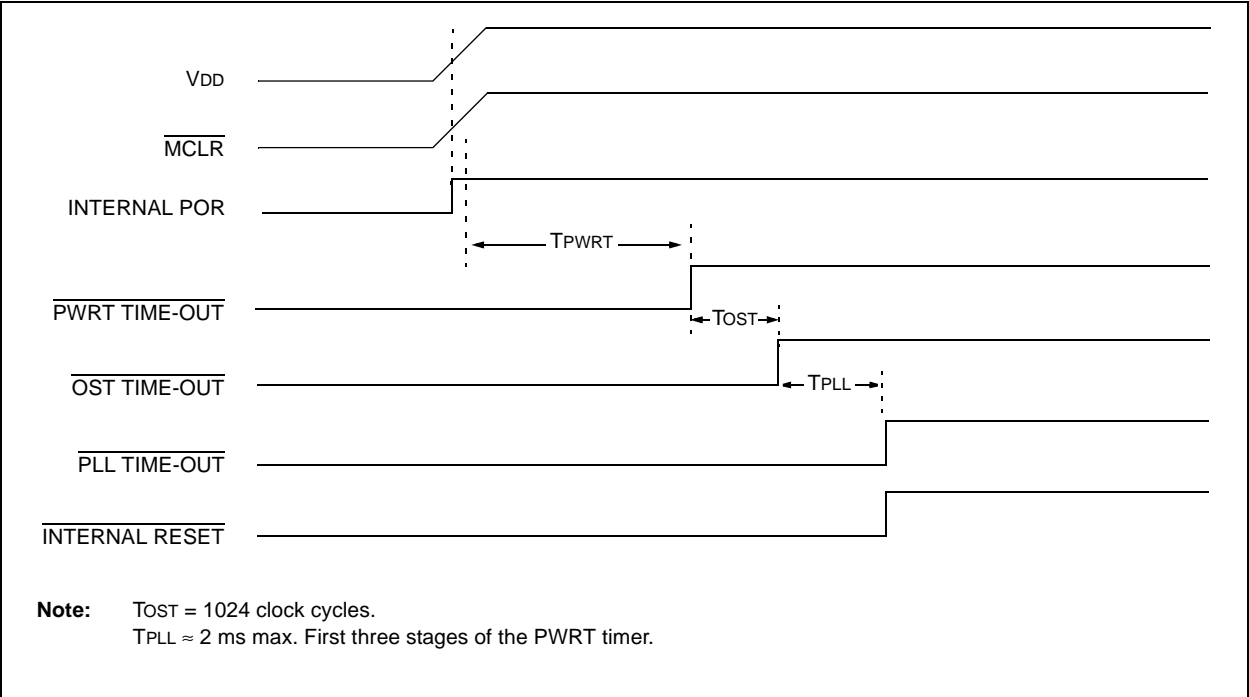 VDD
MCLR
INTERNAL POR
TPWRT
PWRT TIME-OUT
TOST
OST TIME-OUT
TPLL
PLL TIME-OUT
INTERNAL RESET
Note: TOST = 1024 clock cycles.
TPLL ≈ 2 ms max. First three stages of the PWRT timer.